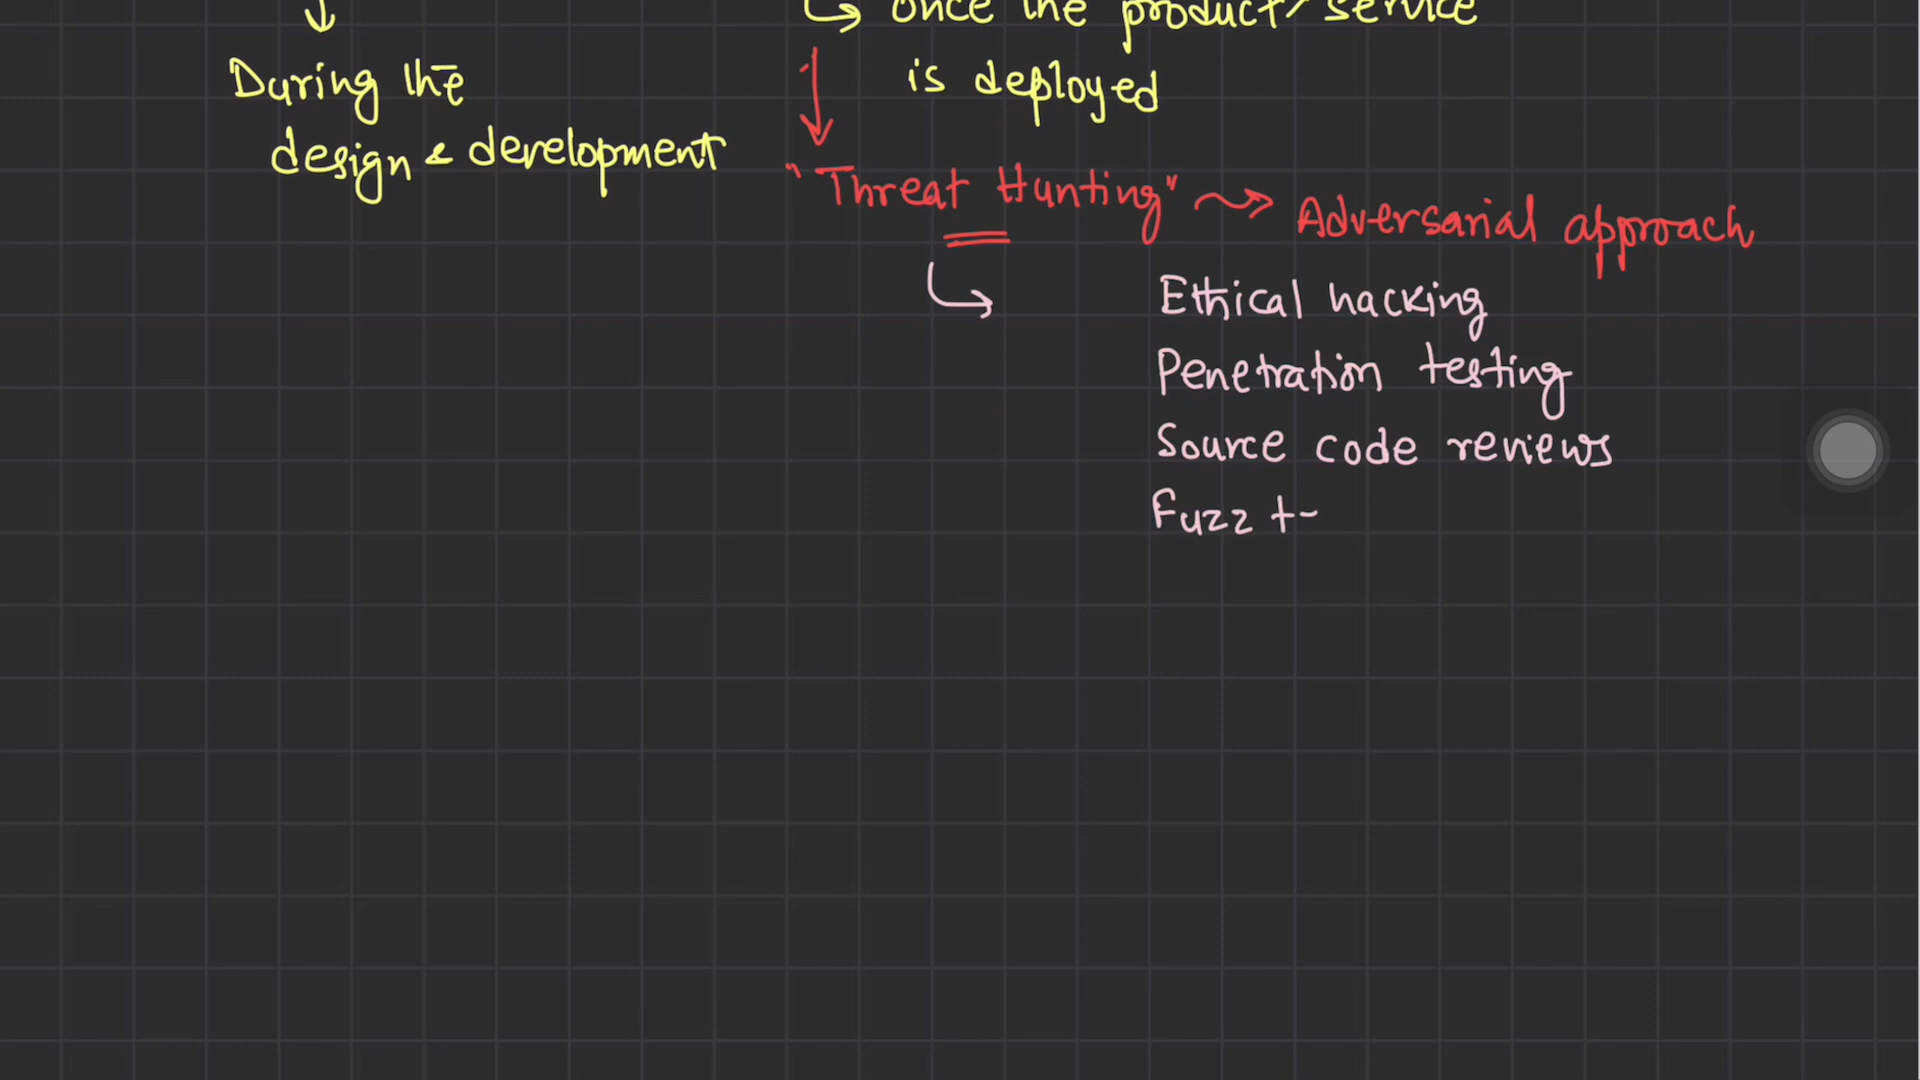 once the product/service
is deployed
During the
design & development
"Threat Hunting" Adversarial approach
Ethical hacking
Penetration testing
Source code reviews
Fuzz t